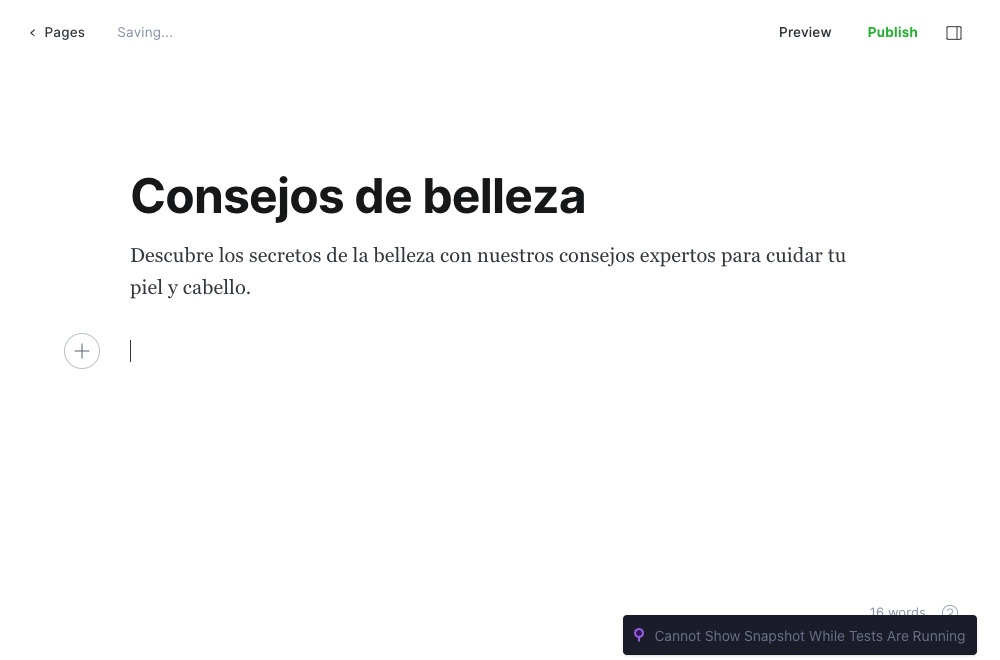 Pages
Saving...
Preview
Publish
Consejos de belleza
Descubre los secretos de la belleza con nuestros consejos expertos para cuidar tu
piel y cabello.
16 words
?
Cannot Show Snapshot While Tests Are Running